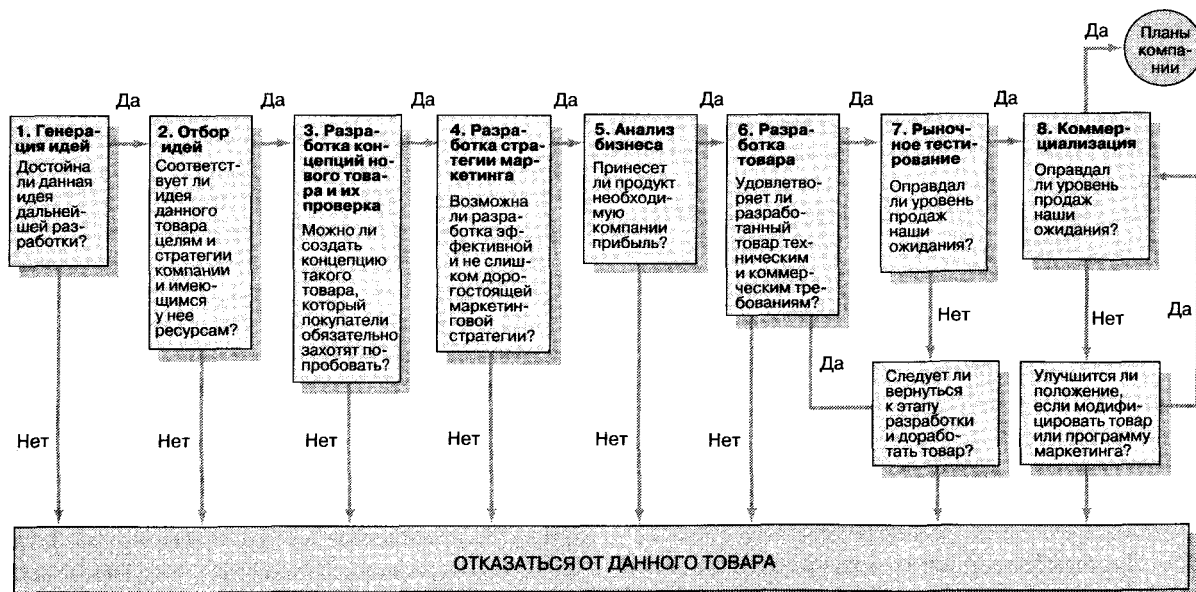 Да
Планы
компа-
нии
Да
Да
Да
Да
Да
Да
Да
1. Генера-
ция идей
Достойна
ли данная
идея
дальней-
шей раз-
работки?
2. Отбор
идей
Соответст-
вует ли
идея
данного
товара
целям и
стратегии
компании
и имею-
щимся
у нее
ресурсам?
3. Разра-
ботка кон-
цепций но-
вого това-
ра и их
проверка
Можно ли
создать
концепцию
такого
товара,
который
покупатели
обязательно
захотят по-
пробовать?
4. Разра-
ботка стра-
тегии мар-
кетинга
Возможна
ли разра-
ботка эф-
фективной
и не слиш-
ком доро-
гостоящей
маркетин-
говой
стратегии?
5. Анализ
бизнеса
Принесет
ли продукт
необходи-
мую
компании
прибыль?
6. Разра-
ботка
товара
Удовлетво-
ряет ли
разрабо-
танный
товар тех-
ническим
и коммер-
ческим тре-
бованиям?
7. Рыноч-
ное тести-
рование
Оправдал
ли уровень
продаж
наши
ожидания?
8. Коммер-
циализация
Оправдал
ли уровень
продаж
наши
ожидания?
Нет
Нет
Да
Да
Следует ли
вернуться
к этапу
разработки
и дорабо-
тать товар?
Улучшится ли
положение,
если модифи-
цировать товар
или программу
маркетинга?
Нет
Нет
Нет
Нет
Нет
Нет
ОТКАЗАТЬСЯ ОТ ДАННОГО ТОВАРА